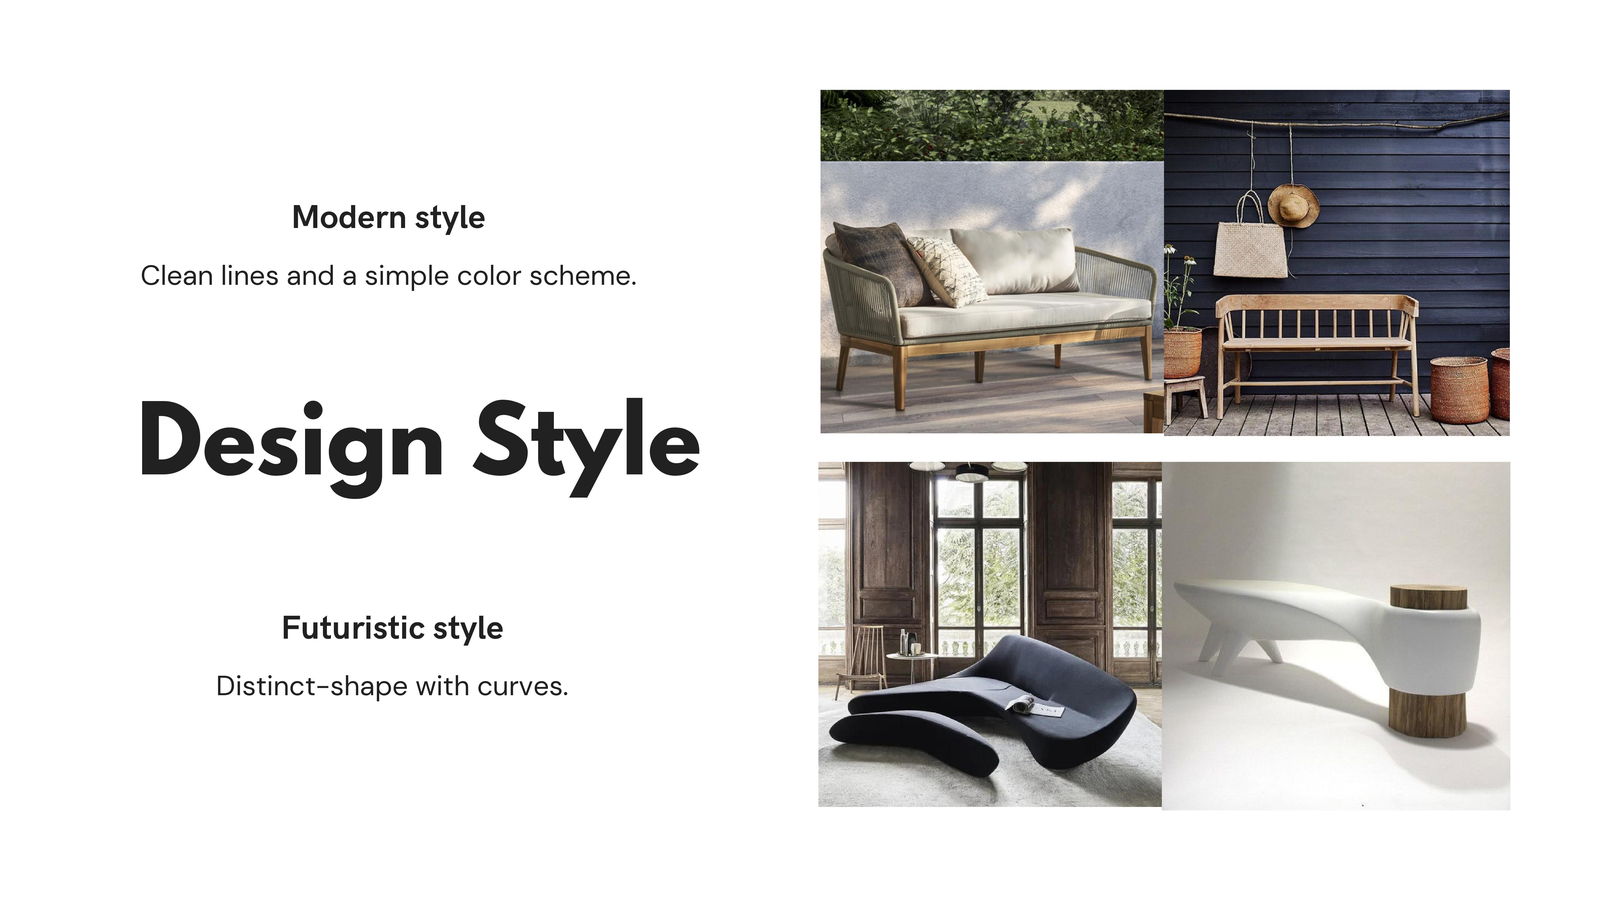 Modern style
Clean lines and a simple color scheme.
Design Style
Futuristic style
Distinct-shape with curves.